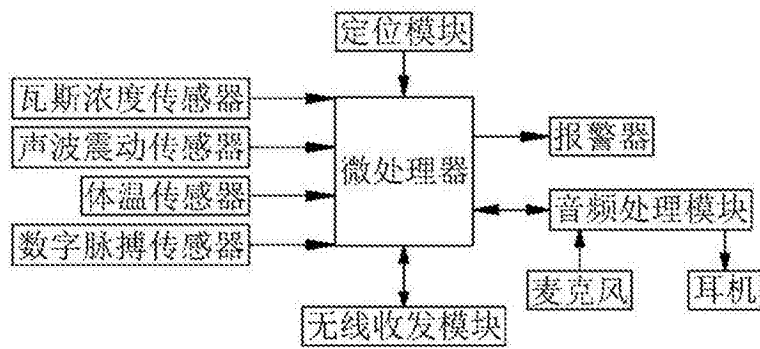 定位模块
瓦斯浓度传感器
声波震动传感器
体温传感器
数字脉搏传感器
微处理器
报警器
音频处理模块
麦克风
耳机
无线收发模块